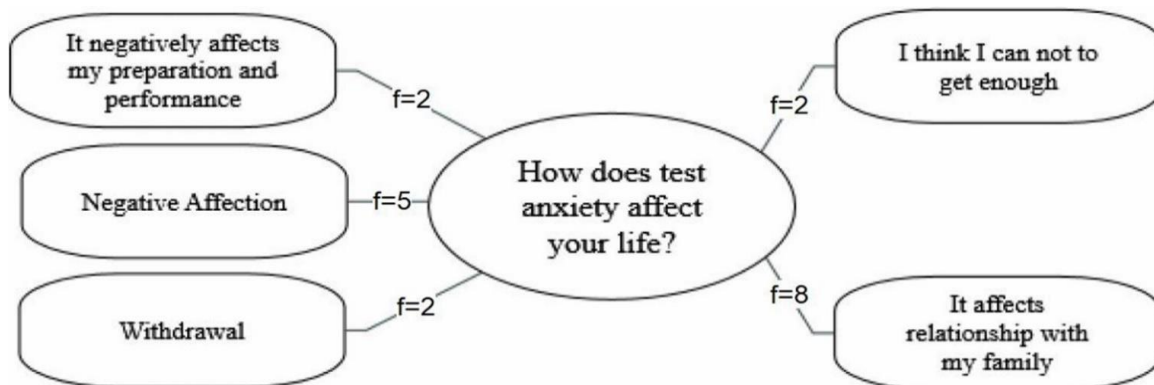 It negatively affects
my preparation and
performance
f=2
Negative Affection
f=5
Withdrawal
f=2
How does test
anxiety affect
your life?
I think I can not to
get enough
f=2
It affects
relationship with
my family
f=8